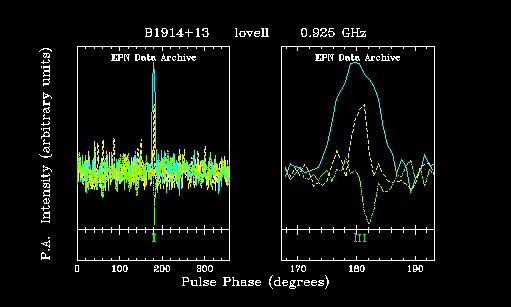 B1914+13 lovell 0.925 GHz
EPN Data Archive EPN Data Archive
P.A. Intensity (arbitrary units)
I III
0 100 200 300 170 180 190
Pulse Phase (degrees)